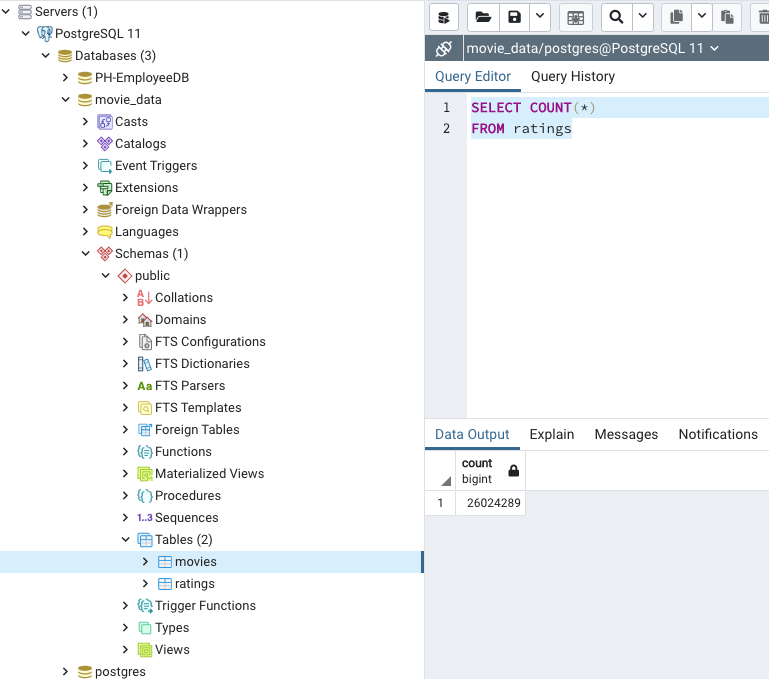 Servers (1)
PostgreSQL 11
Databases (3)
PH-EmployeeDB
movie_data
Casts
Catalogs
Event Triggers
Extensions
Foreign Data Wrappers
Languages
Schemas (1)
public
Collations
Domains
FTS Configurations
FTS Dictionaries
Aa FTS Parsers
FTS Templates
Foreign Tables
Functions
Materialized Views
Procedures
1..3 Sequences
Tables (2)
movies
ratings
Trigger Functions
Types
Views
postgres
movie_data/postgres@PostgreSQL 11
Query Editor Query History
1 SELECT COUNT(*)
2 FROM ratings
Data Output Explain Messages Notifications
count
bigint
1 26024289